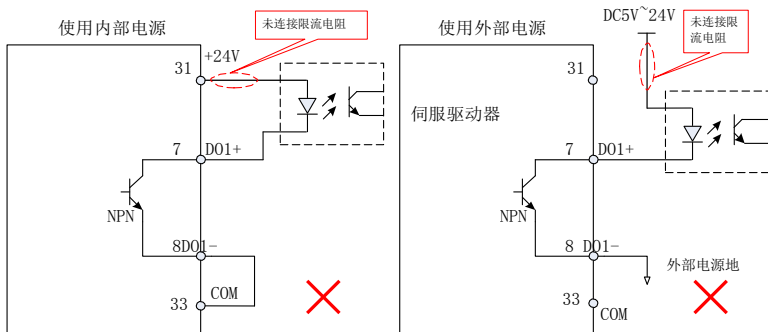 使用内部电源
未连接限流电阻
+24V
31
7
DO1+
NPN
8DO1-
COM
33
使用外部电源
DC5V~24V
未连接限
流电阻
31
伺服驱动器
7
DO1+
NPN
8 DO1-
外部电源地
33
COM